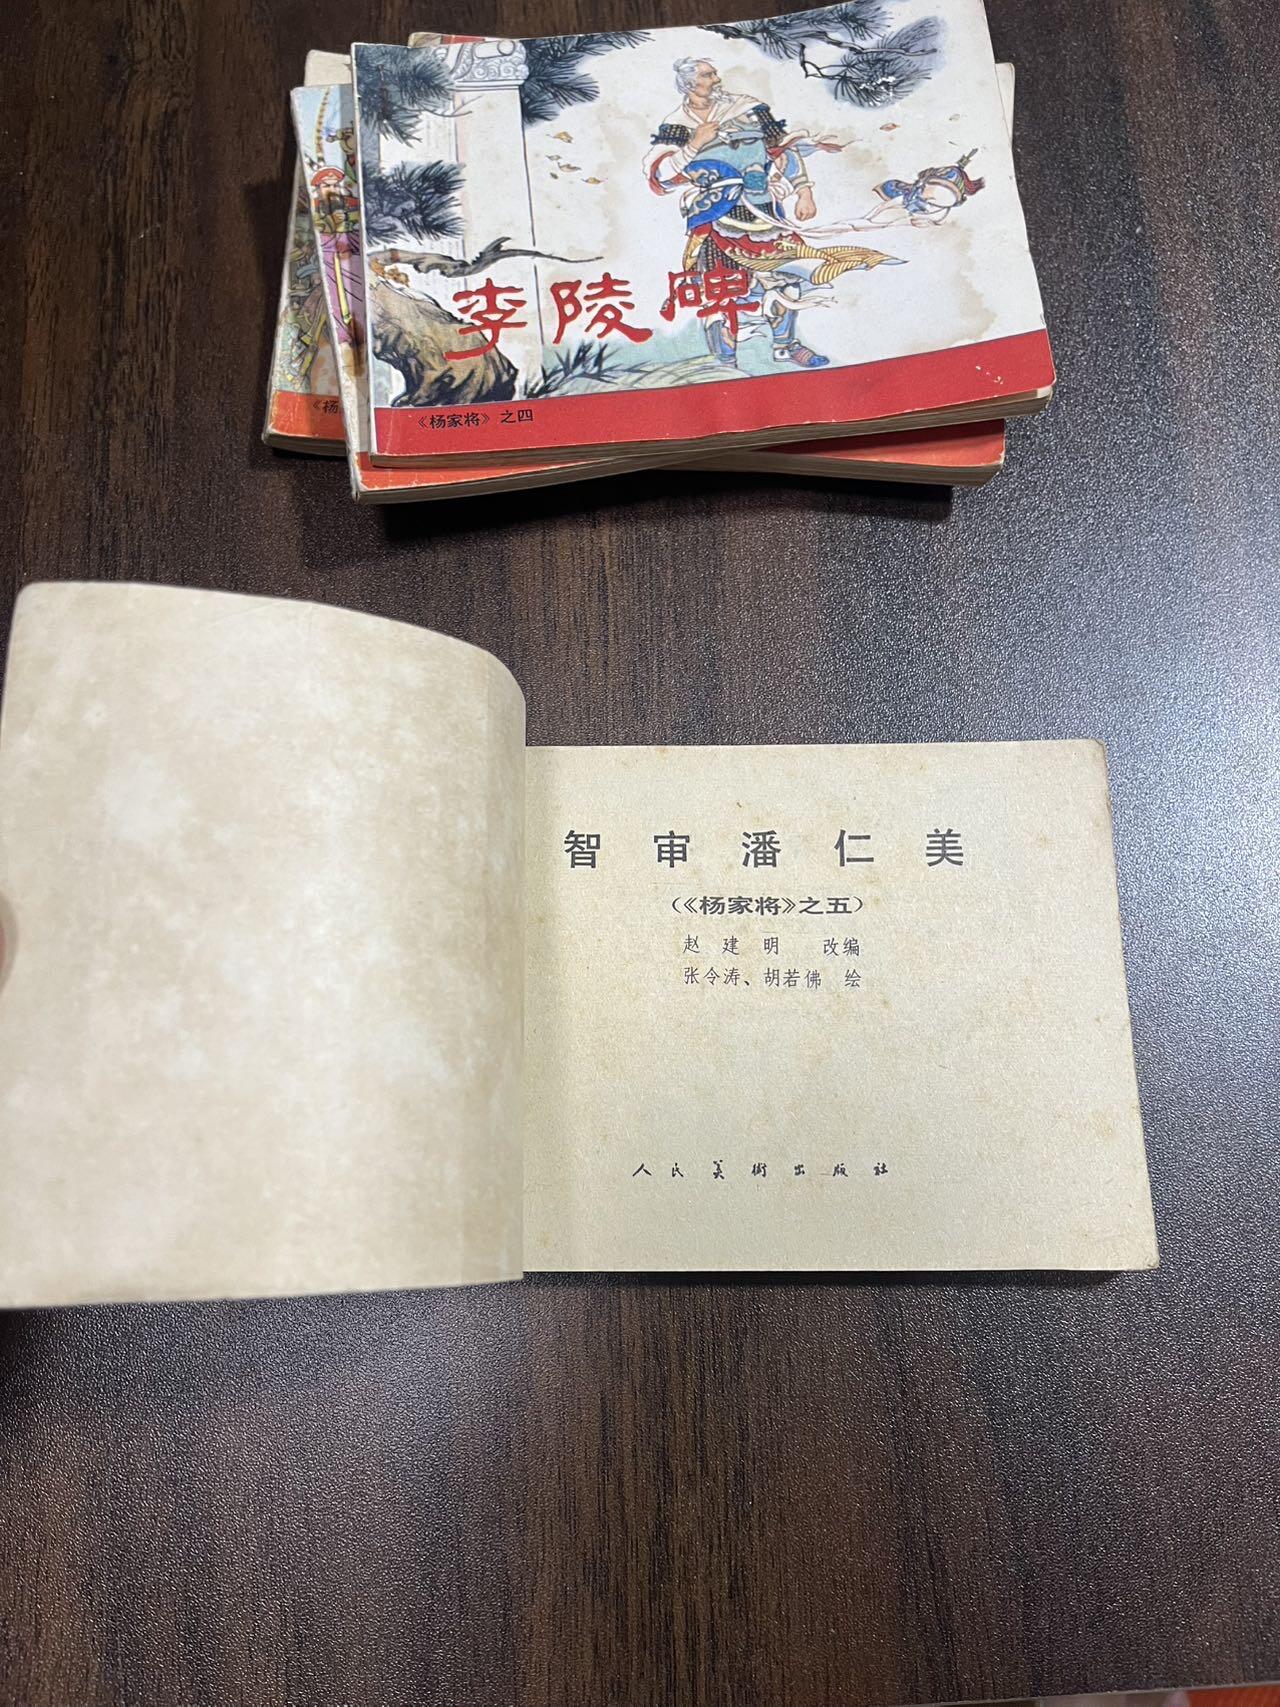 李陵碑
《杨家将》之四
《杨
智审潘仁美
(《杨家将》之五)
赵建明 改编
张令涛、胡若佛 绘
人民美術出版社